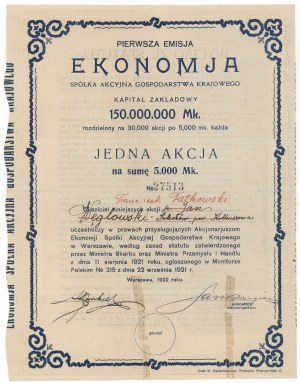 PIERWSZA EMISJA
EKONOMJA
SPÓŁKA AKCYJNA GOSPODARSTWA KRAJOWEGO
KAPITAŁ ZAKŁADOWY
150.000.000 Mk.
rozdzielony na 30,000 akcji po 5,000 mk. każda
JEDNA AKCJA
na sumę 5.000 Mk.
No 27513
Falkowski
właściciel niniejszych akcji Jan
Węglowski
uczestniczy w prawach przysługujących Akcjonarjuszom
Ekonomji Spółki Akcyjnej Gospodarstwa Krajowego w
Warszawie, według zasad statutu zatwierdzonego
przez Ministra Skarbu i Ministra Przemysłu i Handlu
z dnia 11 sierpnia 1921 roku, ogłoszonego w Monitorze
Polskim № 215 z dnia 22 września 1921 r.
Warszawa, 1922 roku.
EKONOMJA SPÓŁKA AKCYJNA GOSPODARSTWA KRAJOWEGO